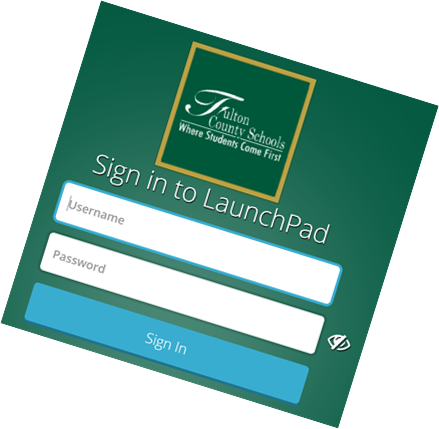 Fulton
County Schools
Where Students Come First
Sign in to LaunchPad
Username
Password
Sign In